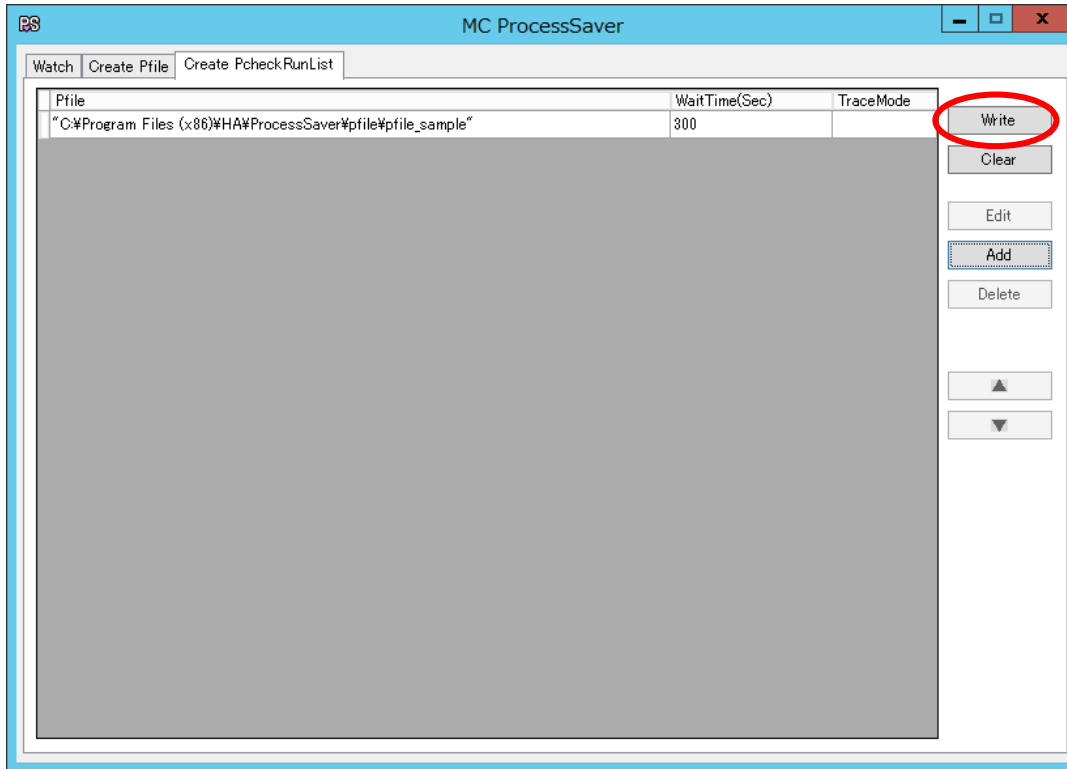 PS
MC ProcessSaver
Watch Create Pfile Create PcheckRunList
Pfile WaitTime(Sec) TraceMode
"C:¥Program Files (x86)¥HA¥ProcessSaver¥pfile¥pfile_sample" 300
Write
Clear
Edit
Add
Delete
▲
▼